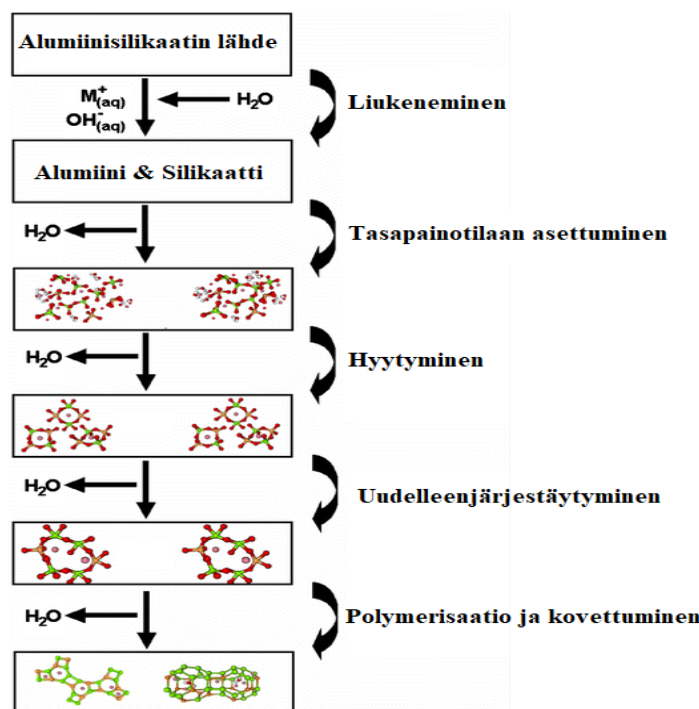 Alumiinisilikaatin lähde
M⁺(aq)
OH⁻(aq)
H₂O
Liukeneminen
Alumiini & Silikaatti
H₂O
Tasapainotilaan asettuminen
H₂O
Hyytyminen
H₂O
Uudelleenjärjestäytyminen
H₂O
Polymerisaatio ja kovettuminen